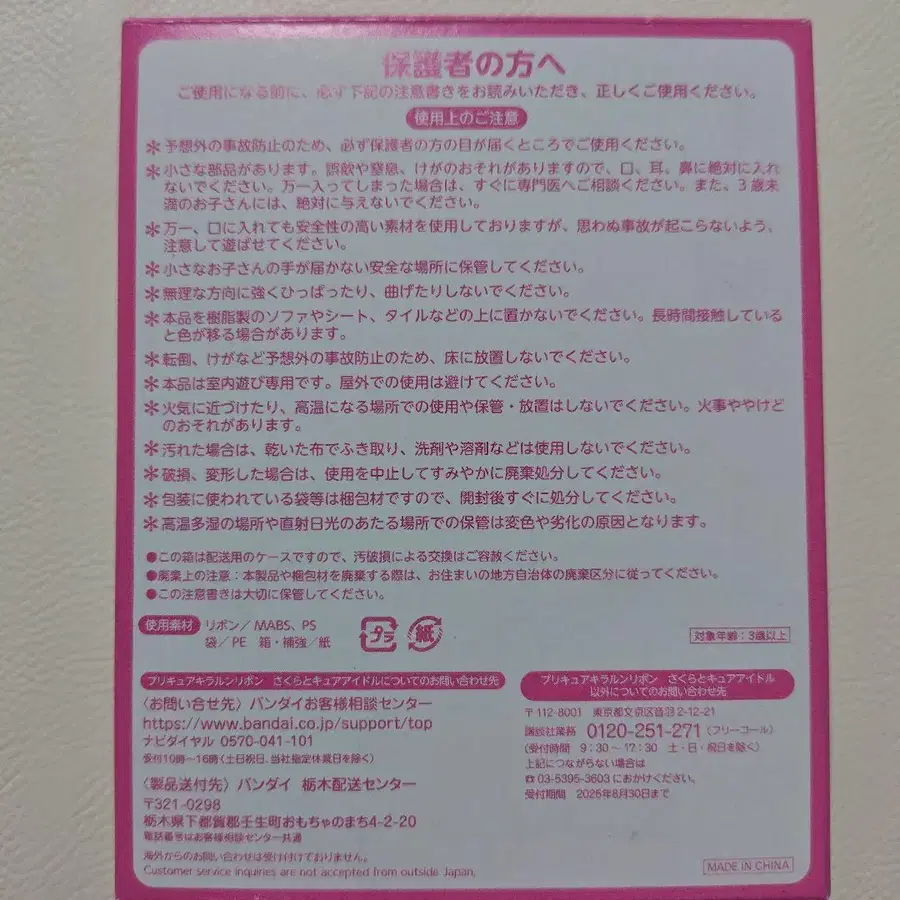 保護者の方へ
ご使用になる前に、必ず下記の注意書きをお読みいただき、正しくご使用ください。
使用上のご注意
＊予想外の事故防止のため、必ず保護者の方の目が届くところでご使用ください。
＊小さな部品があります。誤飲や窒息、けがのおそれがありますので、口、耳、鼻に絶対に入れ
ないでください。万一入ってしまった場合は、すぐに専門医へご相談ください。また、3歳未
満のお子さんには、絶対に与えないでください。
＊万一、口に入れても安全性の高い素材を使用しておりますが、思わぬ事故が起こらないよう、
注意して遊ばせてください。
＊小さなお子さんの手が届かない安全な場所に保管してください。
＊無理な方向に強くひっぱったり、曲げたりしないでください。
＊本品を樹脂製のソファやシート、タイルなどの上に置かないでください。長時間接触している
と色が移る場合があります。
＊転倒、けがなど予想外の事故防止のため、床に放置しないでください。
＊本品は室内遊び専用です。屋外での使用は避けてください。
＊火気に近づけたり、高温になる場所での使用や保管・放置はしないでください。火事ややけど
のおそれがあります。
＊汚れた場合は、乾いた布でふき取り、洗剤や溶剤などは使用しないでください。
＊破損、変形した場合は、使用を中止してすみやかに廃棄処分してください。
＊包装に使われている袋等は梱包材ですので、開封後すぐに処分してください。
＊高温多湿の場所や直射日光のあたる場所での保管は変色や劣化の原因となります。
●この箱は配送用のケースですので、汚破損による交換はご容赦ください。
●廃棄上の注意：本製品や梱包材を廃棄する際は、お住まいの地方自治体の廃棄区分に従ってください。
●この注意書きは大切に保管してください。
使用素材 リボン／MABS、PS
袋／PE 箱・補強／紙
プラ 紙
対象年齢：3歳以上
プリキュアキラルンリボン さくらとキュアアイドルについてのお問い合わせ先
〈お問い合せ先〉バンダイお客様相談センター
https://www.bandai.co.jp/support/top
ナビダイヤル 0570-041-101
受付10時～16時（土日祝日、当社指定休業日を除く）
〈製品送付先〉バンダイ 栃木配送センター
〒321-0298
栃木県下都賀郡壬生町おもちゃのまち4-2-20
電話番号はお客様相談センター共通
海外からのお問い合わせは受け付けておりません。
Customer service inquires are not accepted from outside Japan.
プリキュアキラルンリボン さくらとキュアアイドル
以外についてのお問い合わせ先
〒112-8001 東京都文京区音羽2-12-21
講談社業務 0120-251-271（フリーコール）
（受付時間 9：30～17：30 土・日・祝日を除く）
上記につながらない場合は
☎03-5395-3603におかけください。
受付期間 2026年8月30日まで
MADE IN CHINA